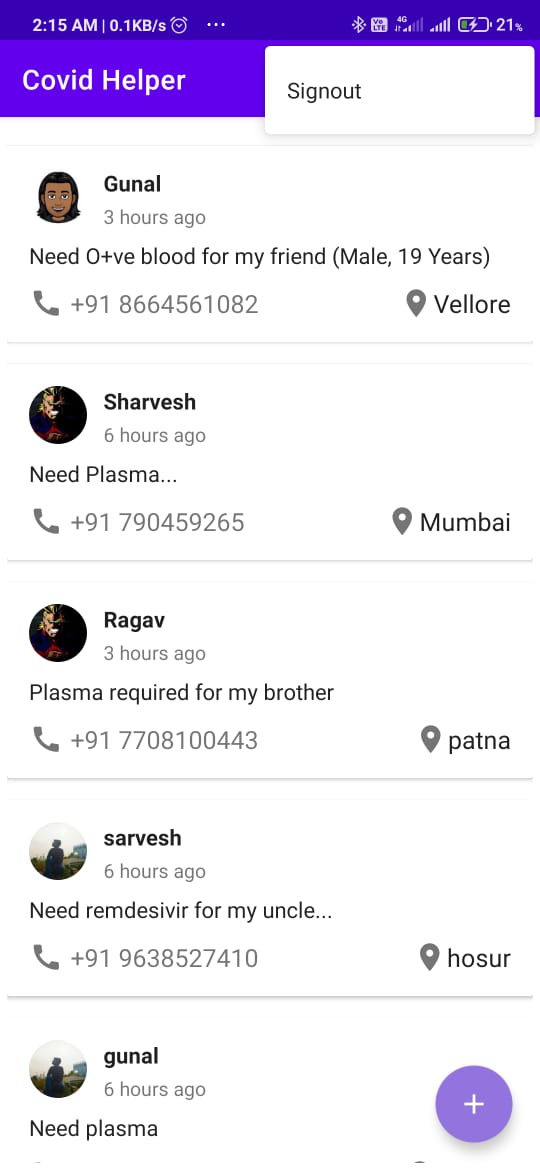 2:15 AM | 0.1KB/s ... Vo LTE 4G 21%
Covid Helper
Signout
Gunal
3 hours ago
Need O+ve blood for my friend (Male, 19 Years)
+91 8664561082 Vellore
Sharvesh
6 hours ago
Need Plasma...
+91 790459265 Mumbai
Ragav
3 hours ago
Plasma required for my brother
+91 7708100443 patna
sarvesh
6 hours ago
Need remdesivir for my uncle...
+91 9638527410 hosur
gunal
6 hours ago
Need plasma
+